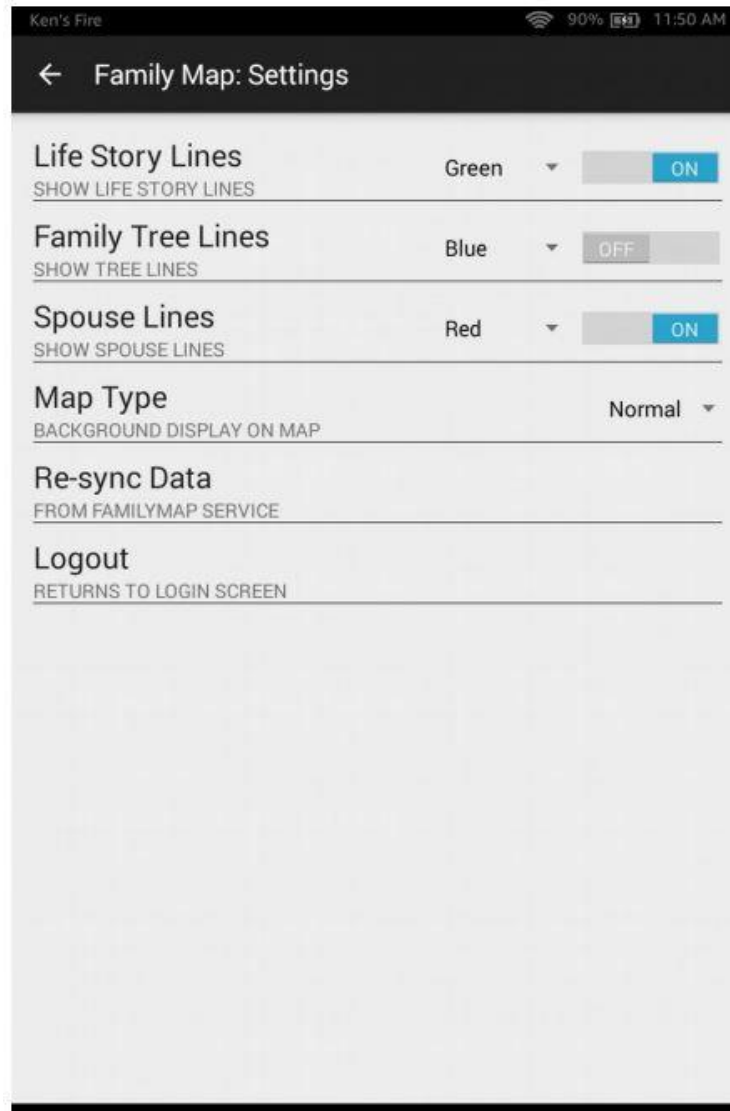 Ken's Fire 90% 11:50 AM
Family Map: Settings
Life Story Lines
SHOW LIFE STORY LINES
Green ON
Family Tree Lines
SHOW TREE LINES
Blue OFF
Spouse Lines
SHOW SPOUSE LINES
Red ON
Map Type
BACKGROUND DISPLAY ON MAP
Normal
Re-sync Data
FROM FAMILYMAP SERVICE
Logout
RETURNS TO LOGIN SCREEN